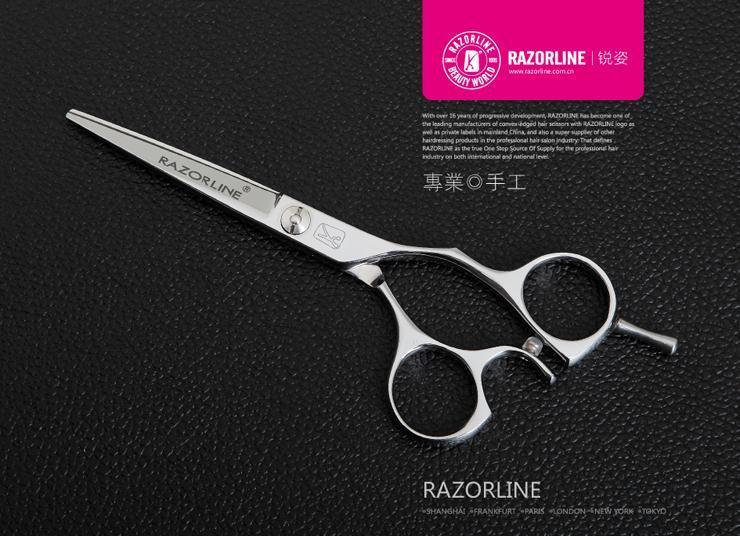 RAZORLINE
SINCE 1995
BEAUTY WORLD
RAZORLINE | 锐姿
www.razorline.com.cn
With over 16 years of progressive development, RAZORLINE has become one of
the leading manufacturers of convex-edged hair scissors with RAZORLINE logo as
well as private labels in mainland China, and also a super supplier of other
hairdressing products in the professional hair salon industry. That defines .
RAZORLINE as the true One Stop Source Of Supply for the professional hair
industry on both international and national level.
專業◎手工
RAZORLINE®
RAZORLINE
SHANGHAI FRANKFURT PARIS LONDON NEW YORK TOKYO